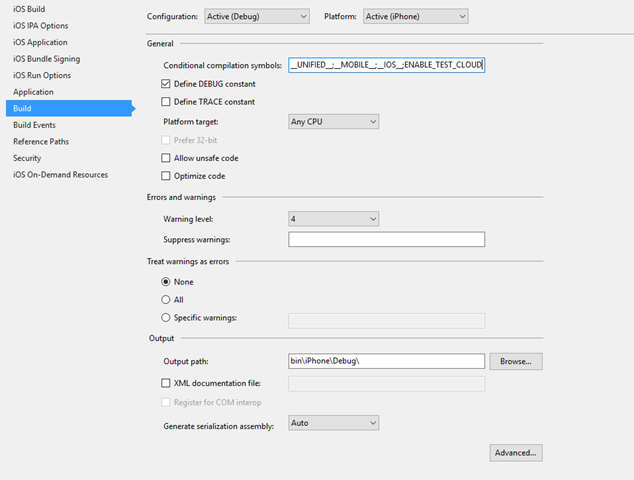 iOS Build
iOS IPA Options
iOS Application
iOS Bundle Signing
iOS Run Options
Application
Build
Build Events
Reference Paths
Security
iOS On-Demand Resources
Configuration: Active (Debug) Platform: Active (iPhone)
General
Conditional compilation symbols: __UNIFIED__;__MOBILE__;__IOS__;ENABLE_TEST_CLOUD
Define DEBUG constant
Define TRACE constant
Platform target: Any CPU
Prefer 32-bit
Allow unsafe code
Optimize code
Errors and warnings
Warning level: 4
Suppress warnings:
Treat warnings as errors
None
All
Specific warnings:
Output
Output path: bin\iPhone\Debug\ Browse...
XML documentation file:
Register for COM interop
Generate serialization assembly: Auto
Advanced...